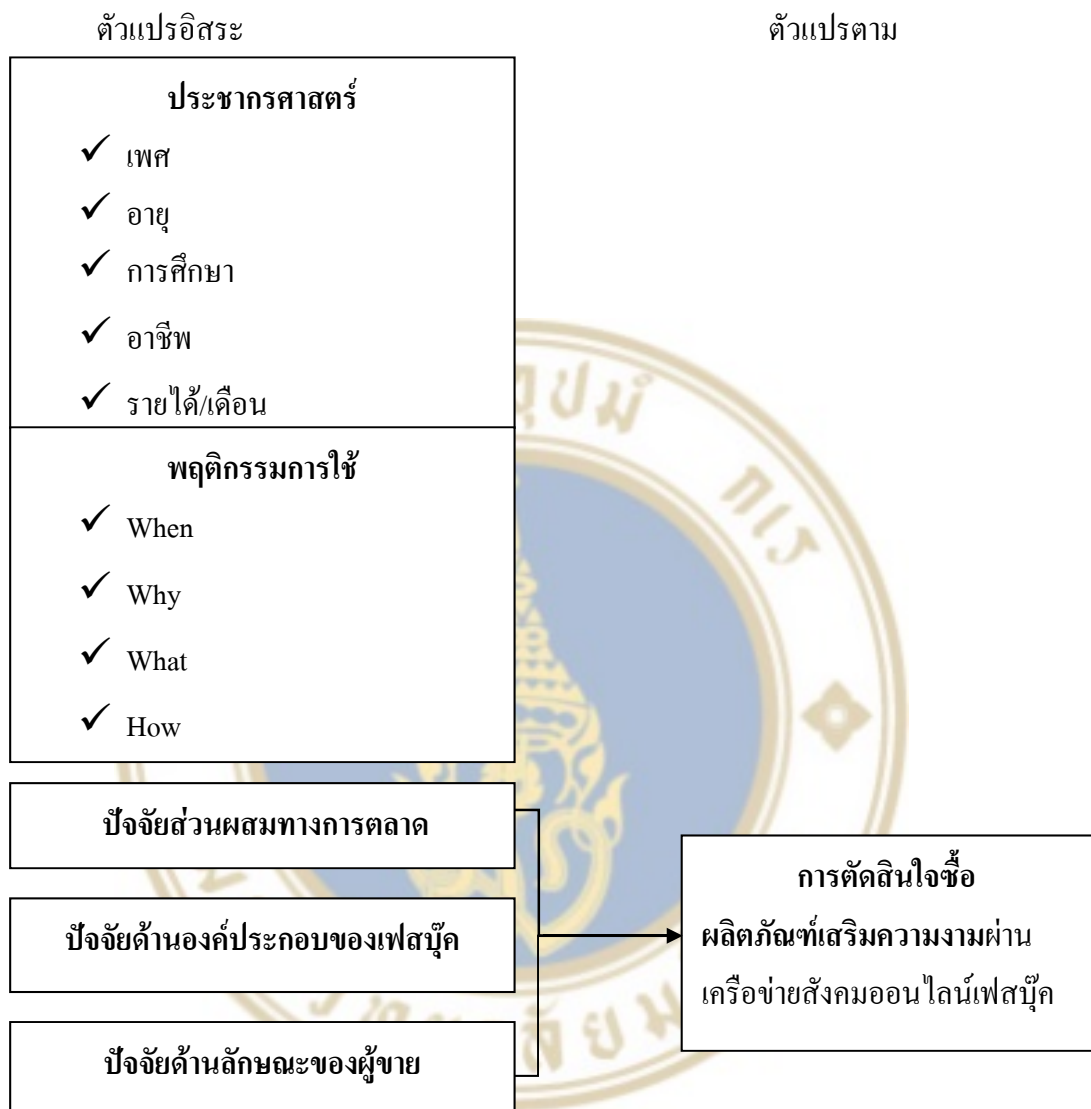 ตัวแปรอิสระ ตัวแปรตาม
ประชากรศาสตร์
✓ เพศ
✓ อายุ
✓ การศึกษา
✓ อาชีพ
✓ รายได้/เดือน
พฤติกรรมการใช้
✓ When
✓ Why
✓ What
✓ How
ปัจจัยส่วนผสมทางการตลาด
ปัจจัยด้านองค์ประกอบของเฟสบุ๊ค
ปัจจัยด้านลักษณะของผู้ขาย
การตัดสินใจซื้อ
ผลิตภัณฑ์เสริมความงามผ่าน
เครือข่ายสังคมออนไลน์เฟสบุ๊ค